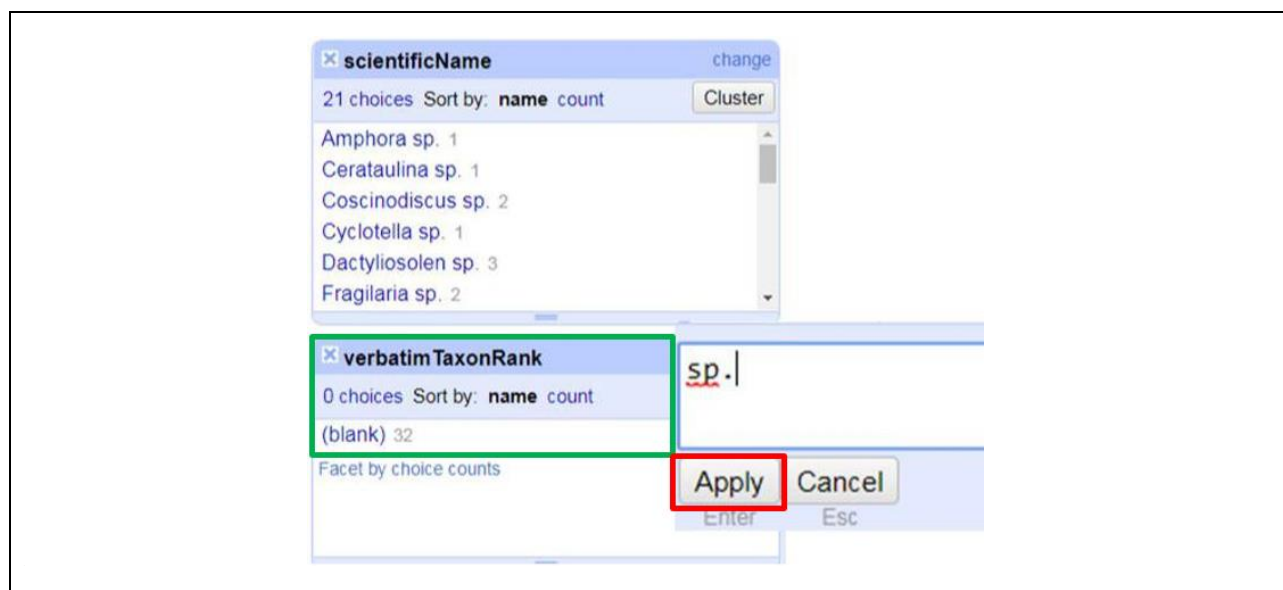 scientificName change
21 choices Sort by: name count Cluster
Amphora sp. 1
Cerataulina sp. 1
Coscinodiscus sp. 2
Cyclotella sp. 1
Dactyliosolen sp. 3
Fragilaria sp. 2
verbatimTaxonRank
0 choices Sort by: name count
(blank) 32
Facet by choice counts
sp.
Apply Cancel
Enter Esc